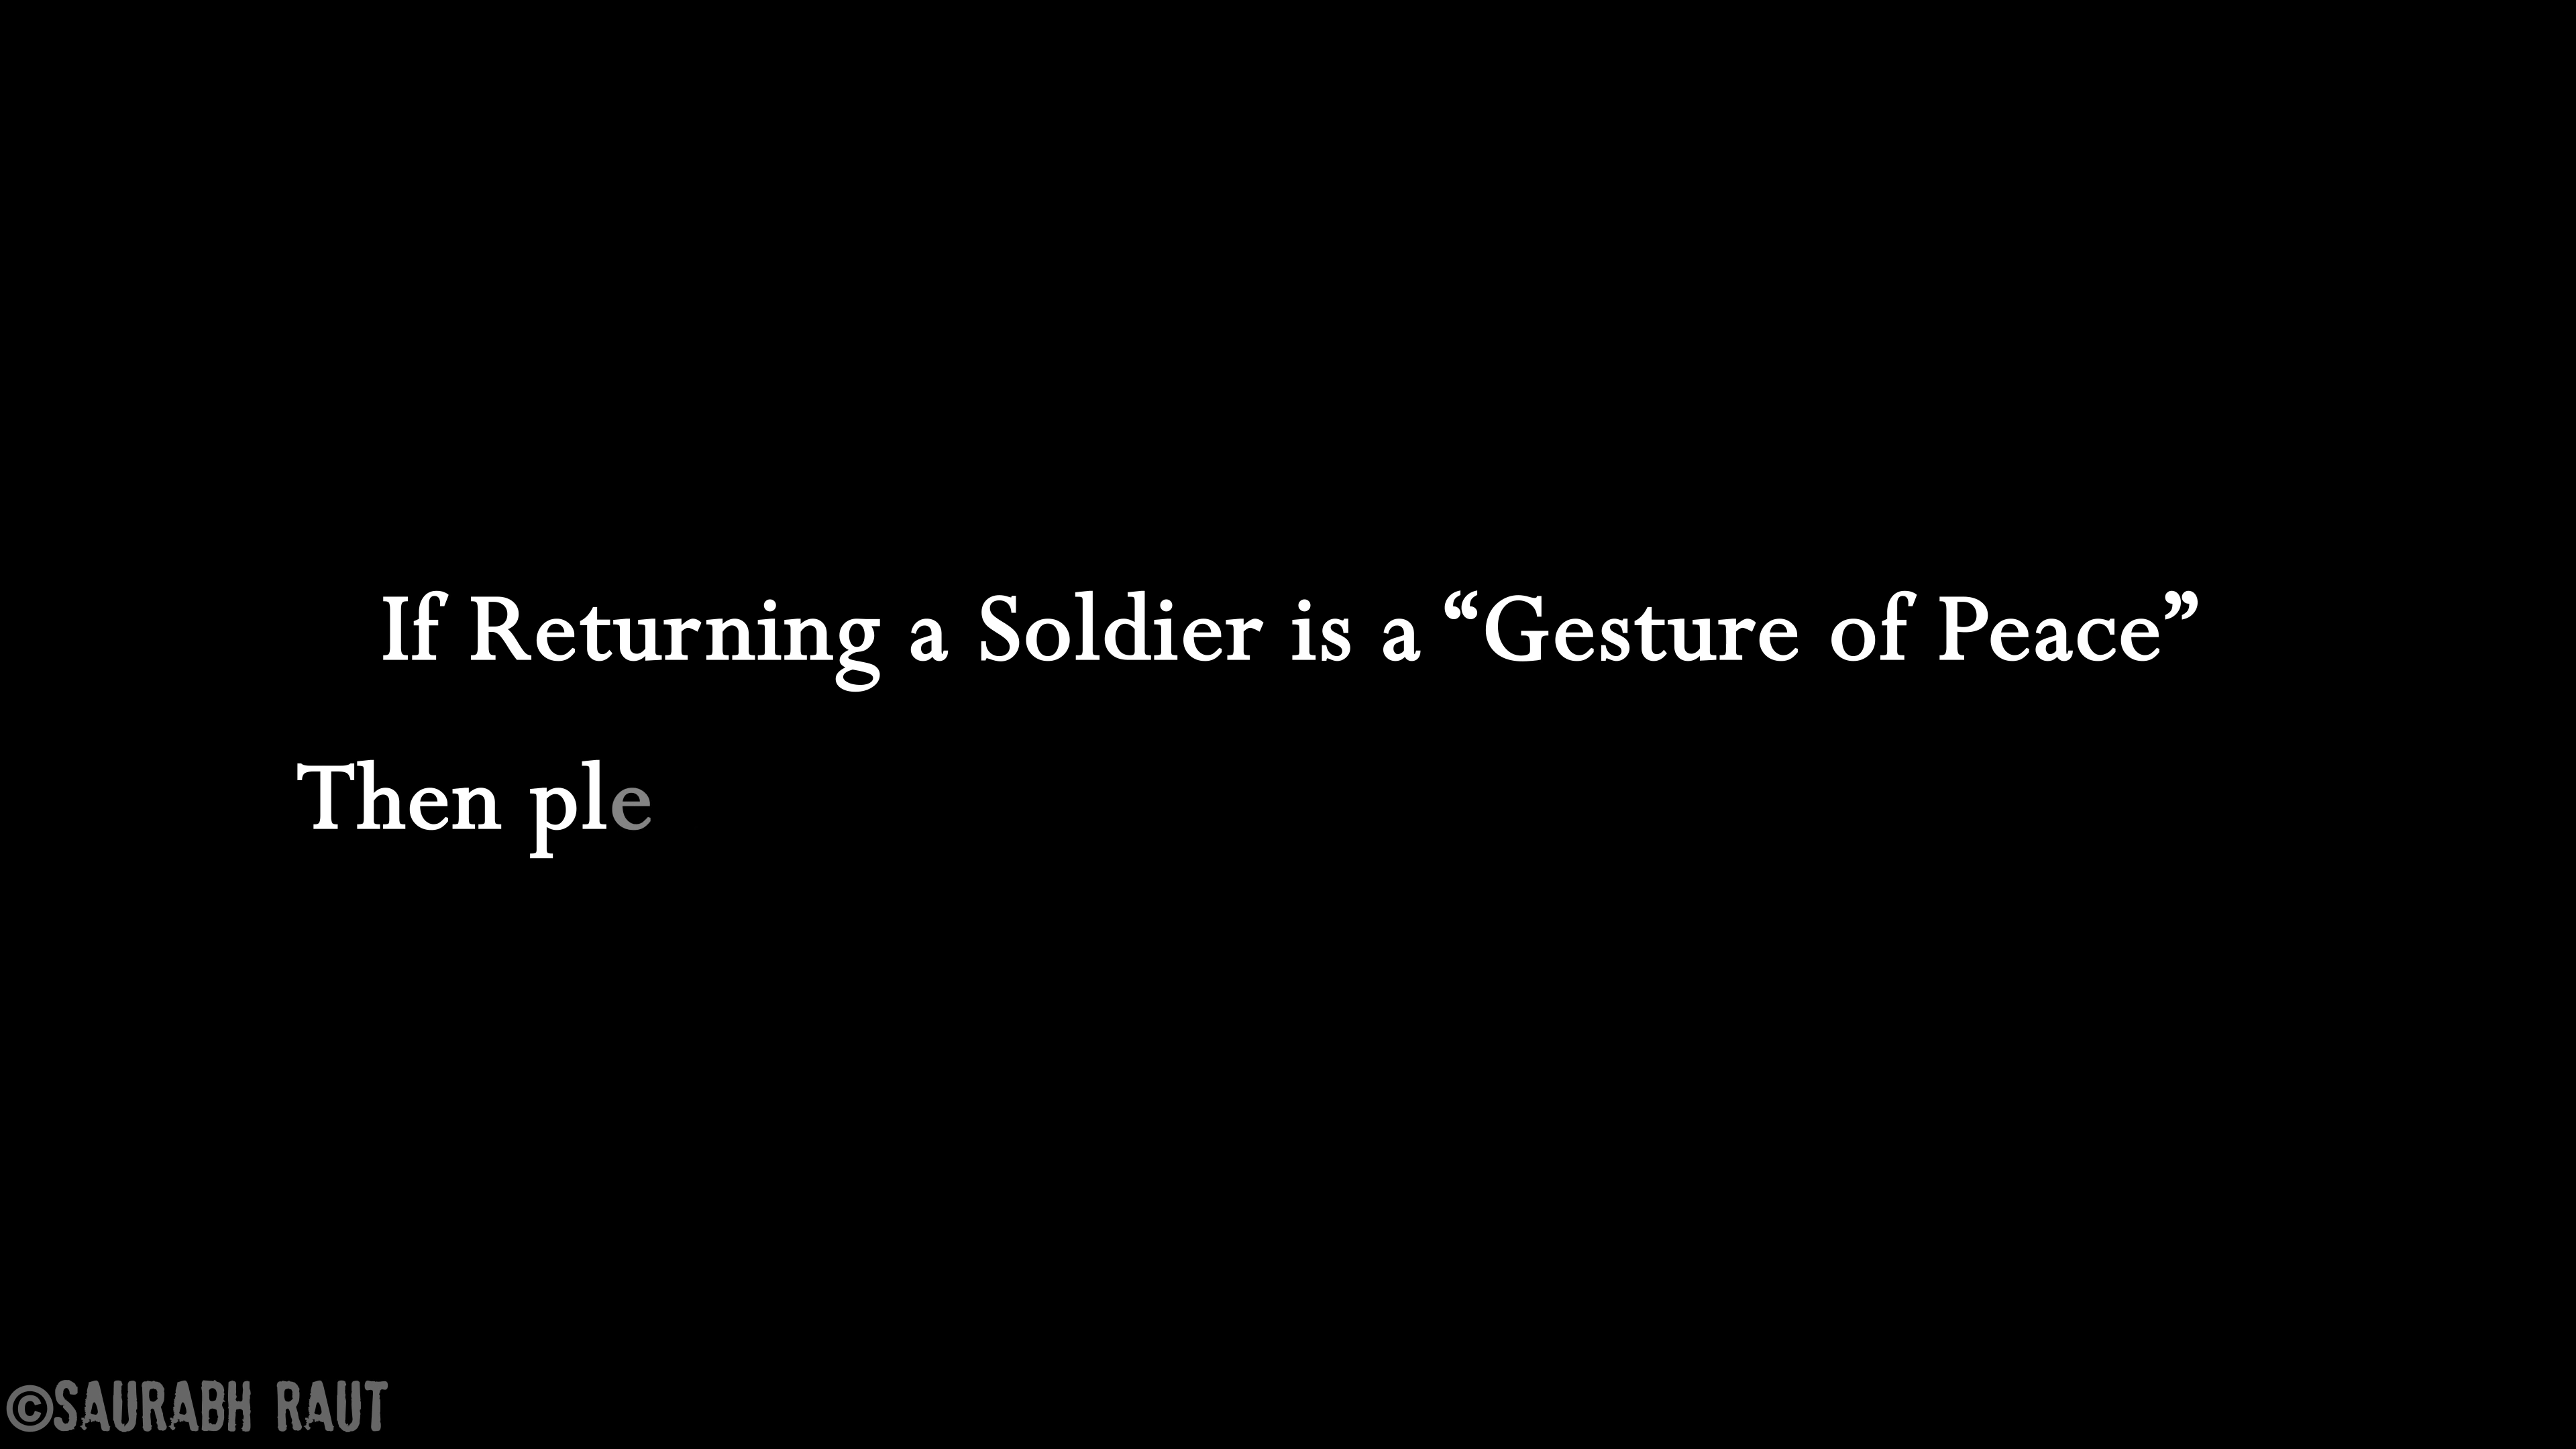 If Returning a Soldier is a “Gesture of Peace”
Then ple
©SAURABH RAUT